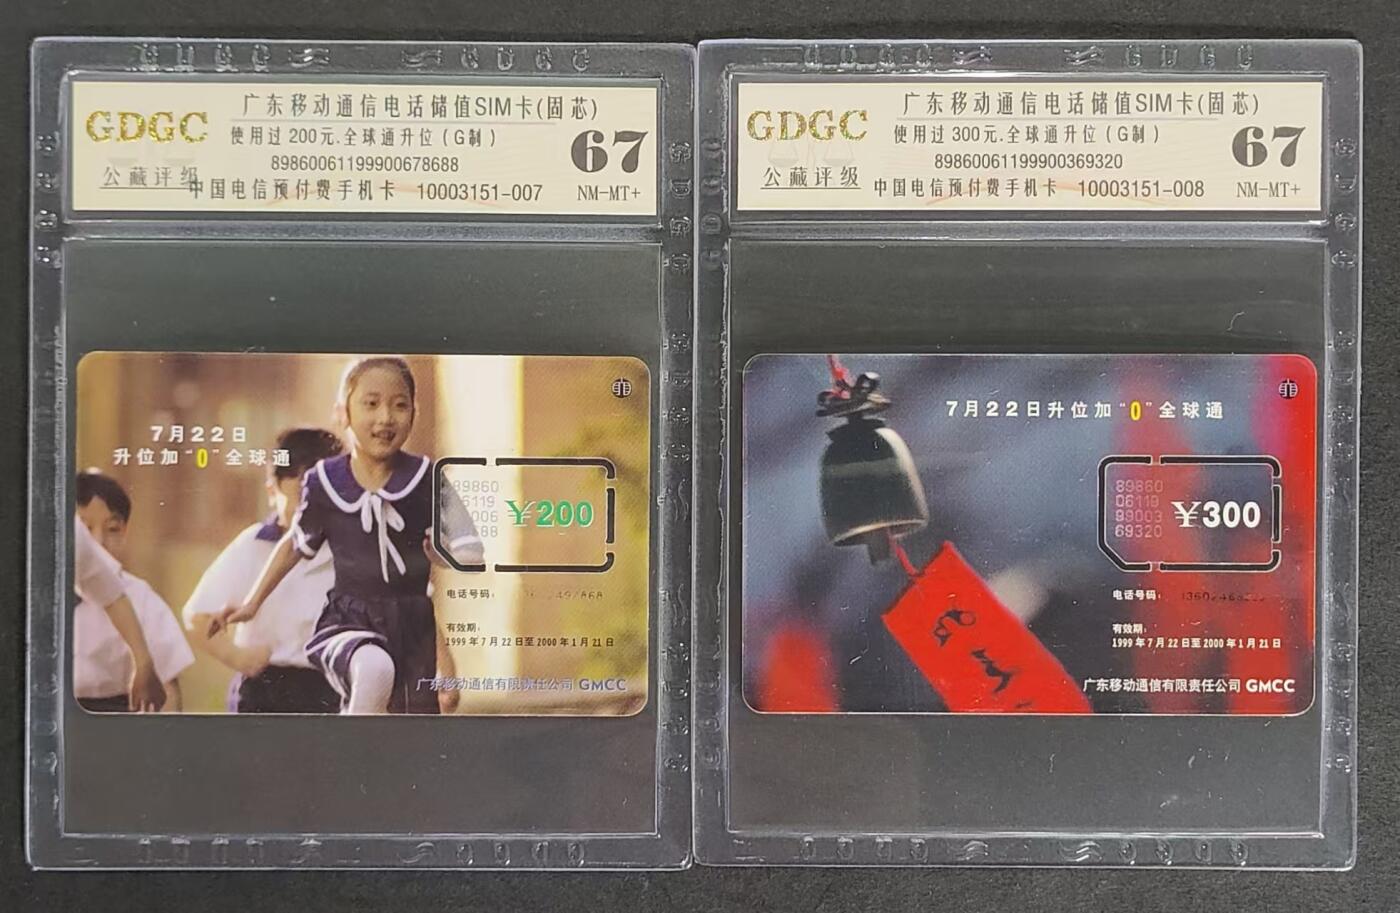 GDGC
公藏评级
广东移动通信电话储值SIM卡(固芯)
使用过 200元.全球通升位（G制）
89860061199900678688
中国电信预付费手机卡 10003151-007
67
NM-MT+
7月22日
升位加“0”全球通
89860
¥200
电话号码:
有效期:
1999年7月22日至2000年1月21日
广东移动通信有限责任公司 GMCC
GDGC
公藏评级
广东移动通信电话储值SIM卡(固芯)
使用过 300元.全球通升位（G制）
89860061199900369320
中国电信预付费手机卡 10003151-008
67
NM-MT+
7月22日升位加“0”全球通
89860
06119
99003
69320
¥300
电话号码:
有效期:
1999年7月22日至2000年1月21日
广东移动通信有限责任公司 GMCC